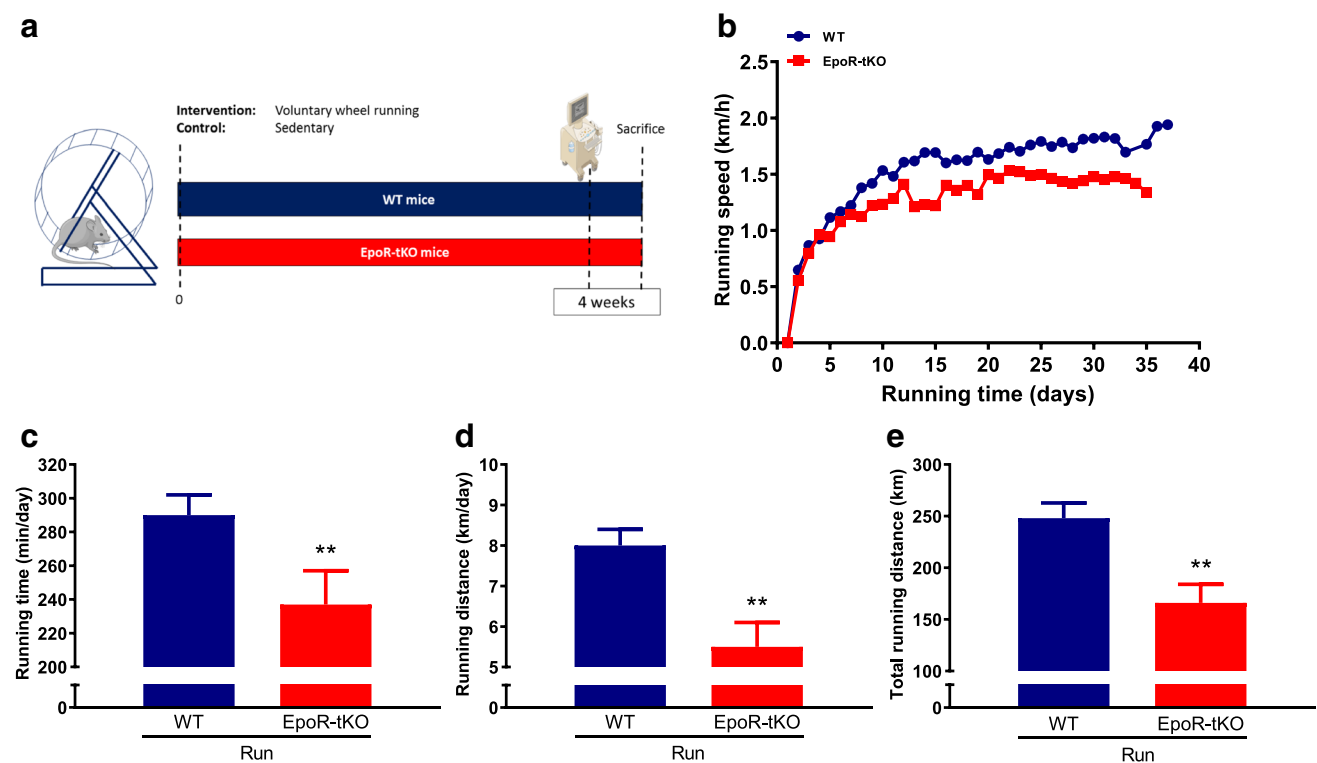 a
Intervention: Voluntary wheel running
Control: Sedentary
Sacrifice
WT mice
EpoR-tKO mice
0
4 weeks
b
WT
EpoR-tKO
Running speed (km/h)
2.5
2.0
1.5
1.0
0.5
0.0
0 5 10 15 20 25 30 35 40
Running time (days)
c
Running time (min/day)
320
300
280
260
240
220
200
0
**
WT EpoR-tKO
Run
d
Running distance (km/day)
10
9
8
7
6
5
0
**
WT EpoR-tKO
Run
e
Total running distance (km)
300
250
200
150
100
0
**
WT EpoR-tKO
Run